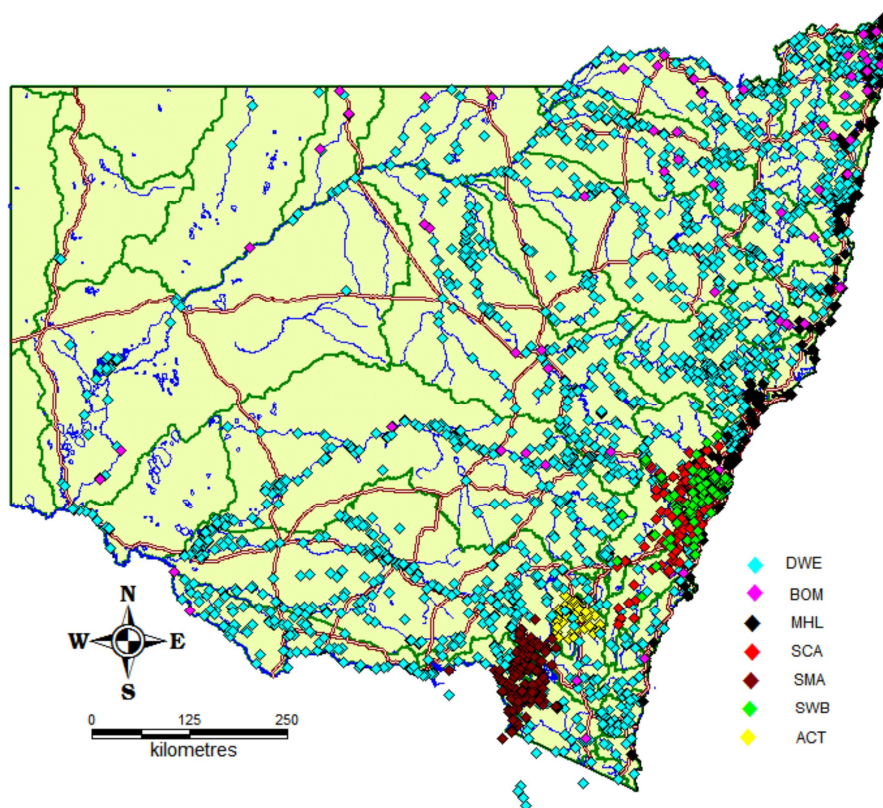 DWE
BOM
MHL
SCA
SMA
SWB
ACT
N
W E
S
0 125 250
kilometres